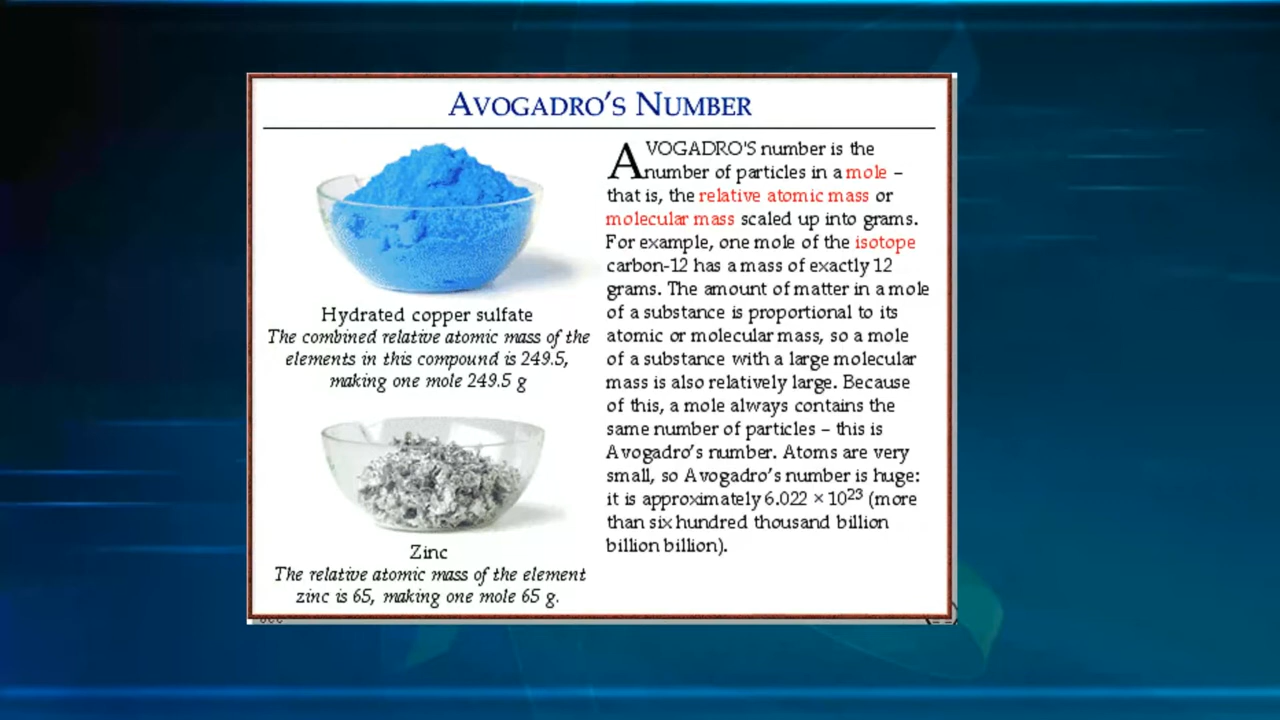 AVOGADRO'S NUMBER
Hydrated copper sulfate
The combined relative atomic mass of the
elements in this compound is 249.5,
making one mole 249.5 g
Zinc
The relative atomic mass of the element
zinc is 65, making one mole 65 g.
AVOGADRO'S number is the
number of particles in a mole –
that is, the relative atomic mass or
molecular mass scaled up into grams.
For example, one mole of the isotope
carbon-12 has a mass of exactly 12
grams. The amount of matter in a mole
of a substance is proportional to its
atomic or molecular mass, so a mole
of a substance with a large molecular
mass is also relatively large. Because
of this, a mole always contains the
same number of particles – this is
Avogadro's number. Atoms are very
small, so Avogadro's number is huge:
it is approximately 6.022 × 10²³ (more
than six hundred thousand billion
billion billion).